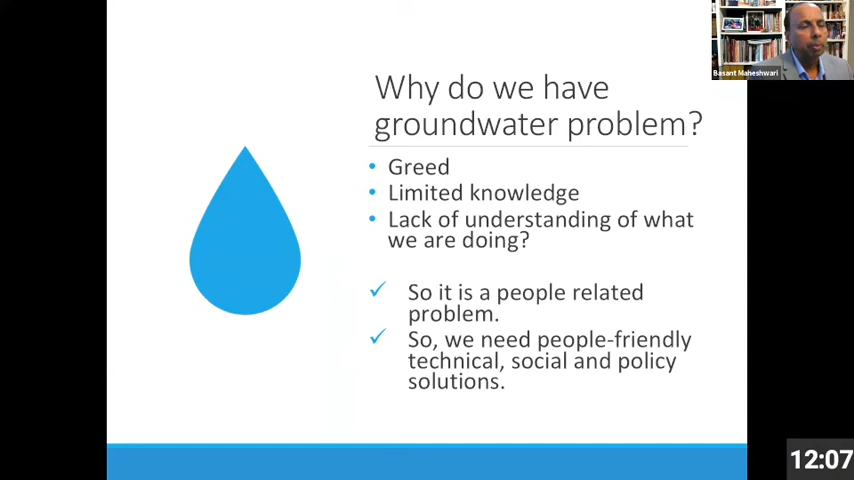 Basant Maheshwari
Why do we have
groundwater problem?
• Greed
• Limited knowledge
• Lack of understanding of what
we are doing?
✓ So it is a people related
problem.
✓ So, we need people-friendly
technical, social and policy
solutions.
12:07